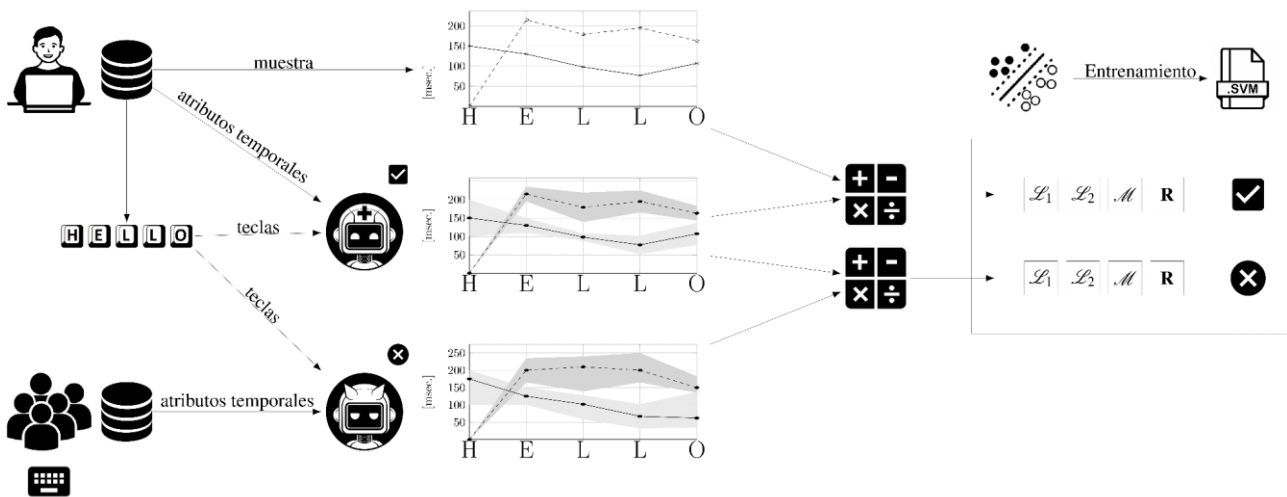 muestra
atributos temporales
H E L L O
teclas
teclas
atributos temporales
[msec.]
200
150
100
50
H E L L O
[msec.]
200
150
100
50
H E L L O
[msec.]
250
200
150
100
50
H E L L O
+ -
× ÷
+ -
× ÷
Entrenamiento
.SVM
ℒ₁ ℒ₂ ℳ R
ℒ₁ ℒ₂ ℳ R